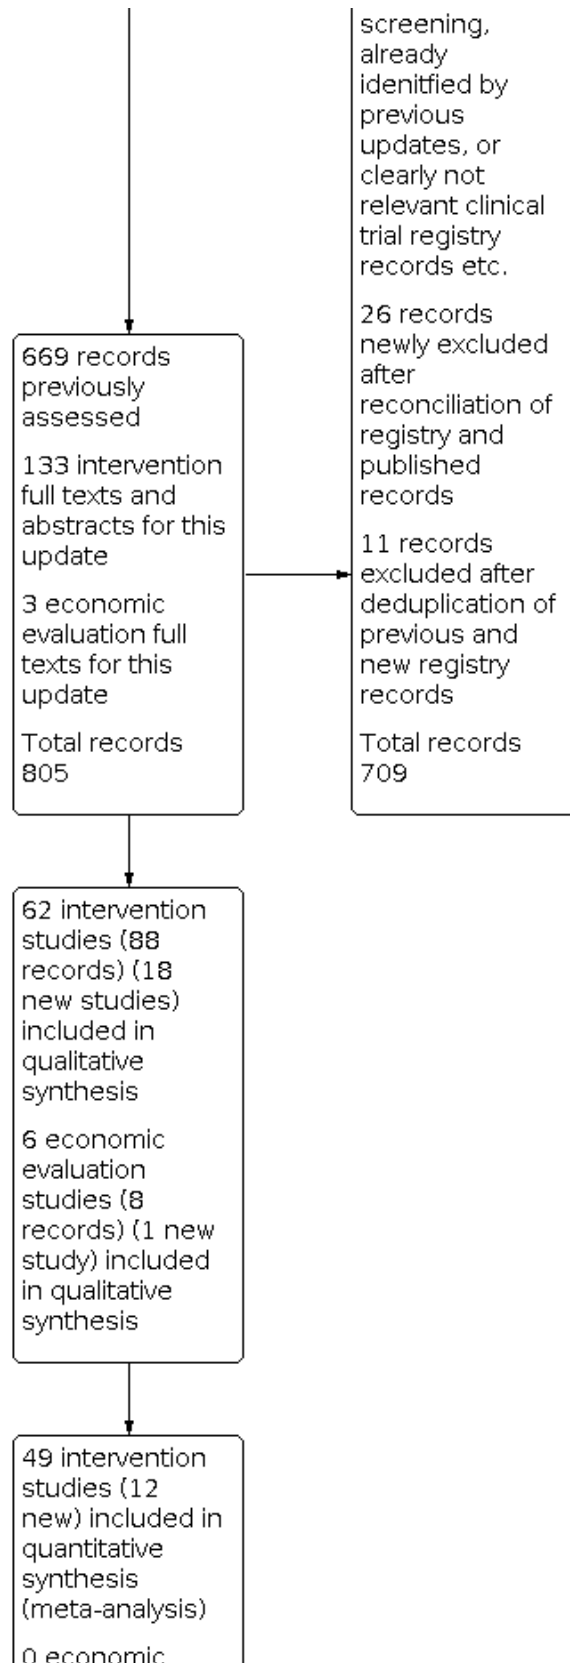 screening,
already
idenitfied by
previous
updates, or
clearly not
relevant clinical
trial registry
records etc.
26 records
newly excluded
after
reconciliation of
registry and
published
records
11 records
excluded after
deduplication of
previous and
new registry
records
Total records
709
669 records
previously
assessed
133 intervention
full texts and
abstracts for this
update
3 economic
evaluation full
texts for this
update
Total records
805
62 intervention
studies (88
records) (18
new studies)
included in
qualitative
synthesis
6 economic
evaluation
studies (8
records) (1 new
study) included
in qualitative
synthesis
49 intervention
studies (12
new) included in
quantitative
synthesis
(meta-analysis)
0 economic